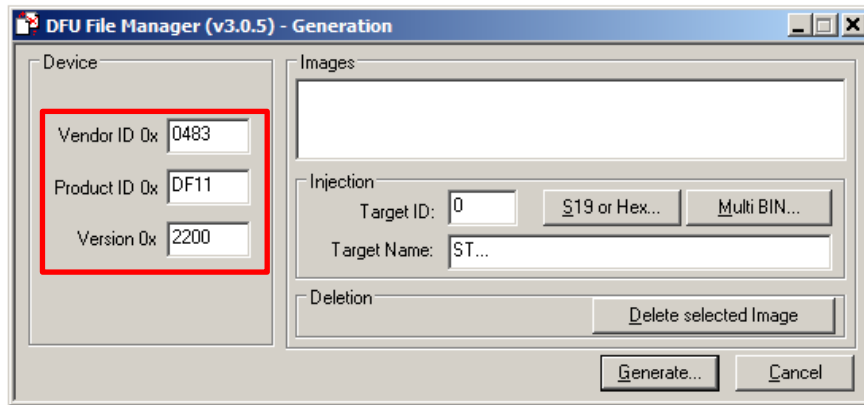 DFU File Manager (v3.0.5) - Generation
Device
Vendor ID 0x 0483
Product ID 0x DF11
Version 0x 2200
Images
Injection
Target ID: 0 S19 or Hex... Multi BIN...
Target Name: ST...
Deletion
Delete selected Image
Generate... Cancel